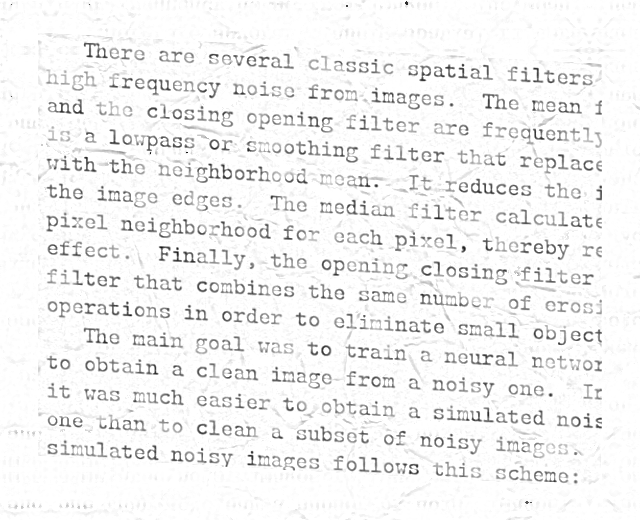 There are several classic spatial filters
high frequency noise from images. The mean f
and the closing opening filter are frequently
is a lowpass or smoothing filter that replace
with the neighborhood mean. It reduces the i
the image edges. The median filter calculate
pixel neighborhood for each pixel, thereby re
effect. Finally, the opening closing filter
filter that combines the same number of erosi
operations in order to eliminate small object
The main goal was to train a neural networ
to obtain a clean image from a noisy one. In
it was much easier to obtain a simulated nois
one than to clean a subset of noisy images.
simulated noisy images follows this scheme: